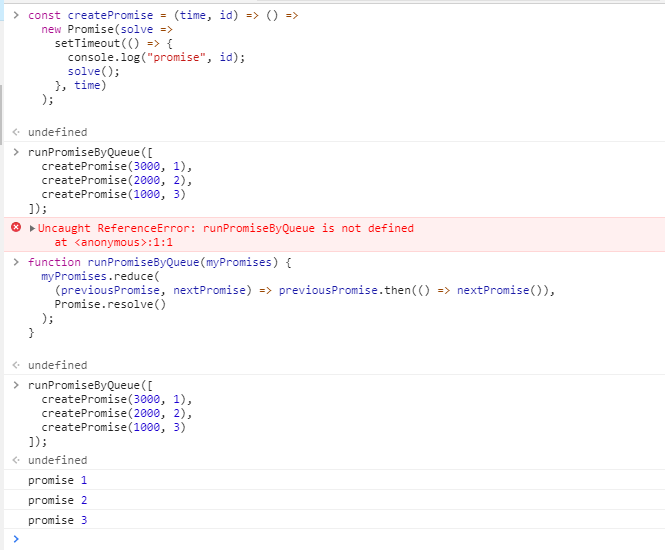 const createPromise = (time, id) => () =>
  new Promise(solve =>
    setTimeout(() => {
      console.log("promise", id);
      solve();
    }, time)
  );
undefined
runPromiseByQueue([
  createPromise(3000, 1),
  createPromise(2000, 2),
  createPromise(1000, 3)
]);
Uncaught ReferenceError: runPromiseByQueue is not defined
    at <anonymous>:1:1
function runPromiseByQueue(myPromises) {
  myPromises.reduce(
    (previousPromise, nextPromise) => previousPromise.then(() => nextPromise()),
    Promise.resolve()
  );
}
undefined
runPromiseByQueue([
  createPromise(3000, 1),
  createPromise(2000, 2),
  createPromise(1000, 3)
]);
undefined
promise 1
promise 2
promise 3